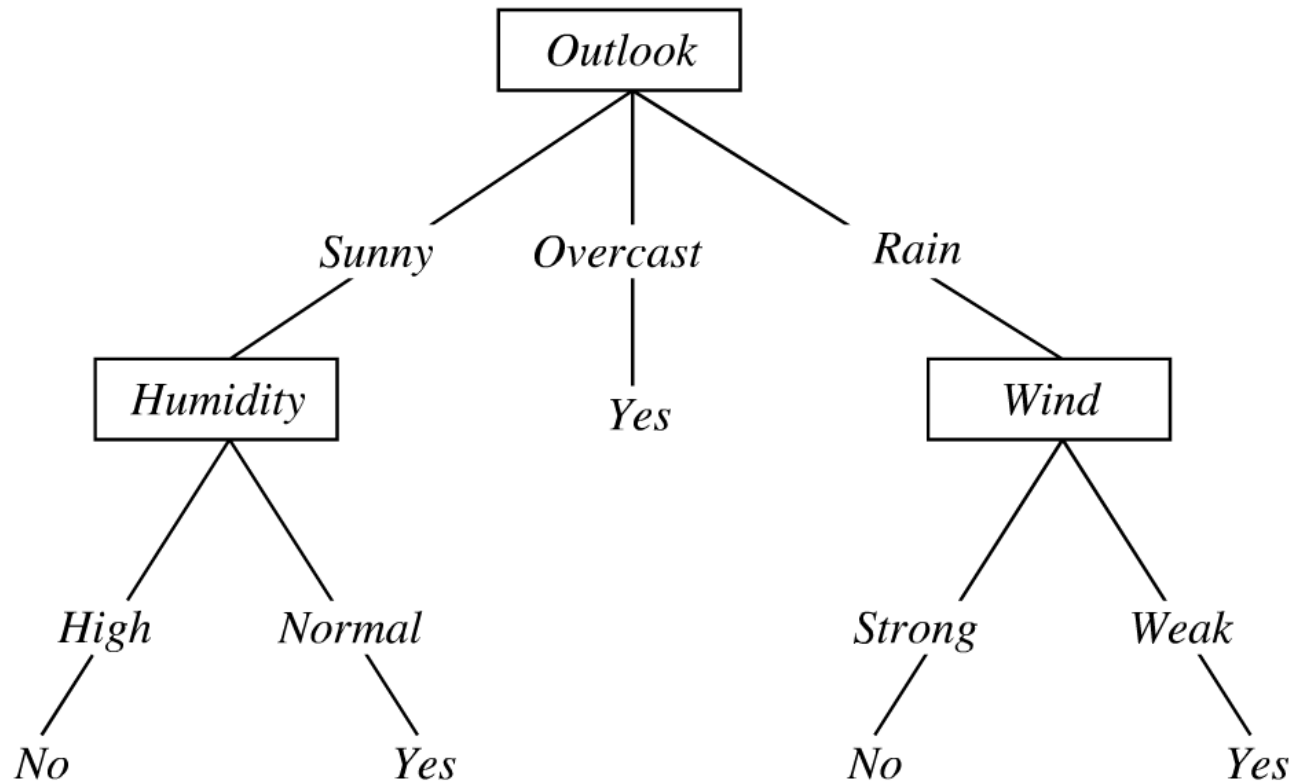 Outlook
Sunny Overcast Rain
Humidity Yes Wind
High Normal Strong Weak
No Yes No Yes